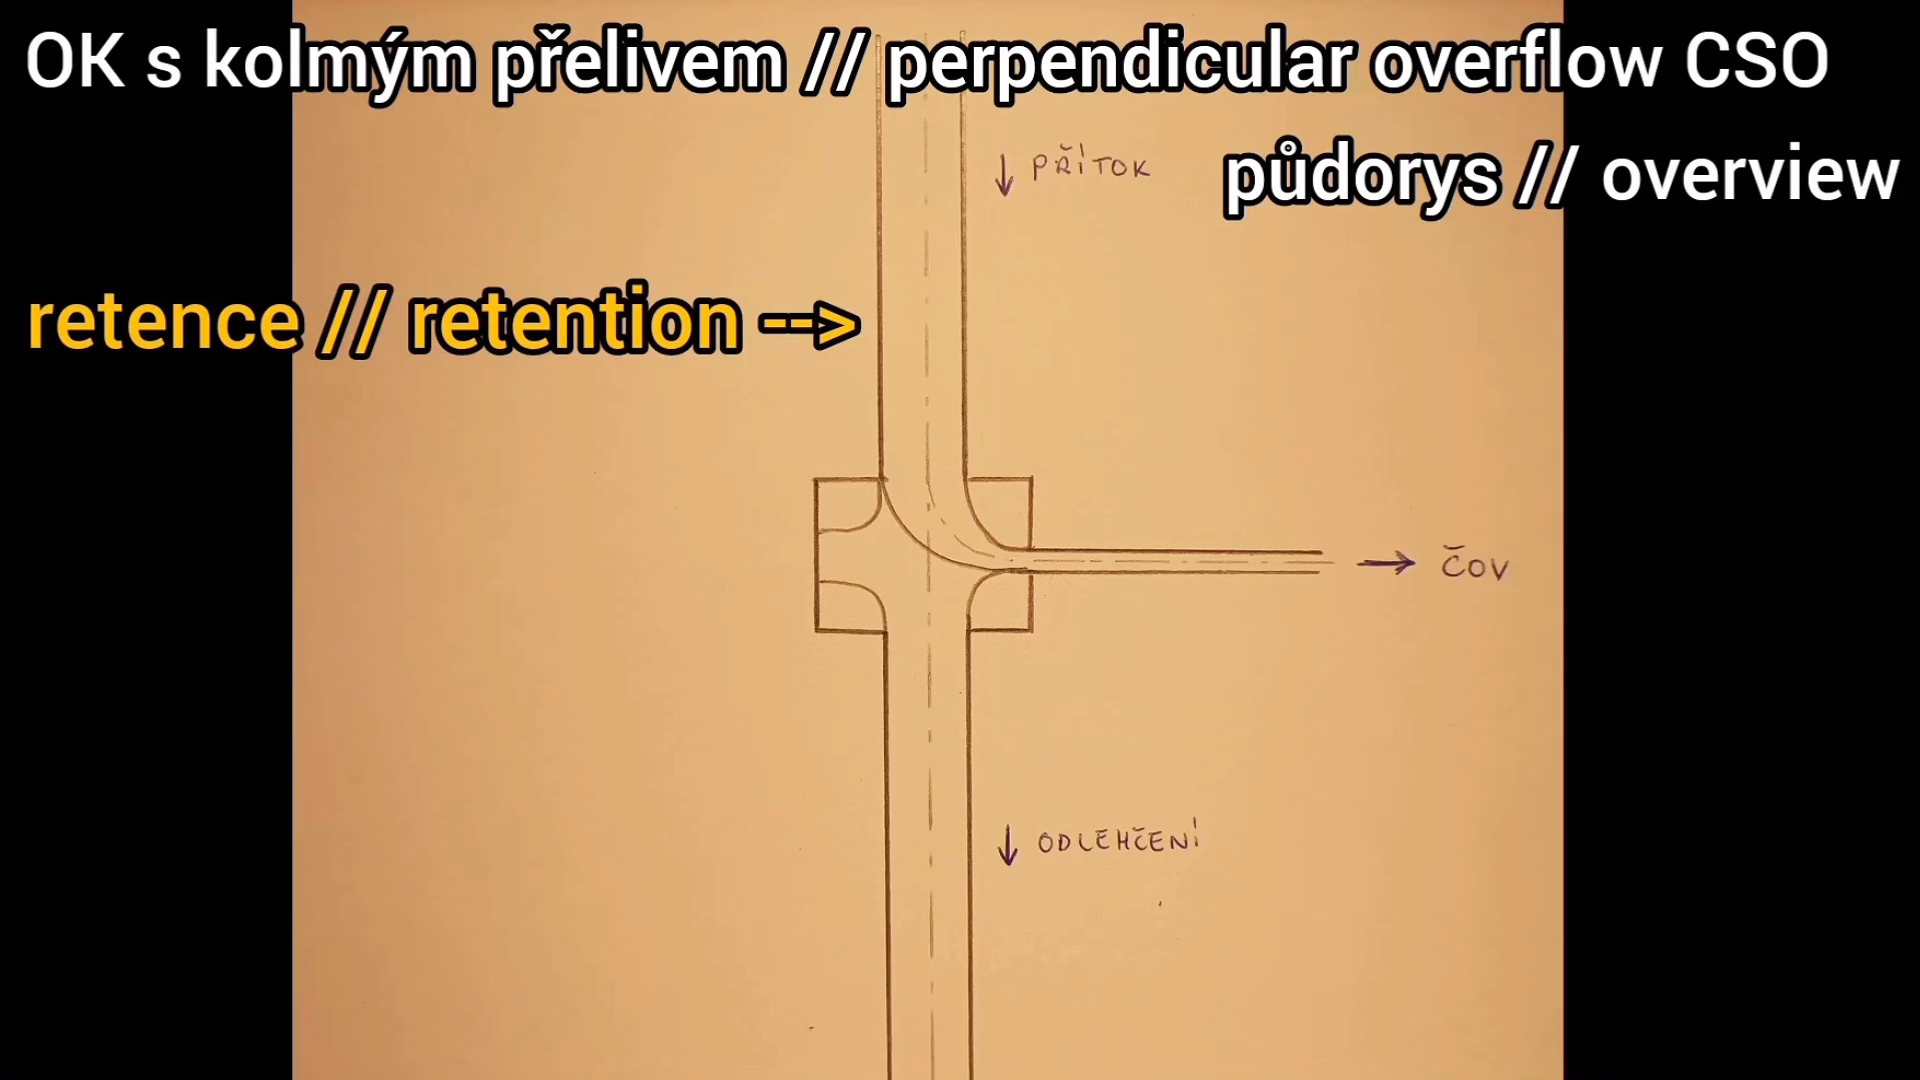 OK s kolmým přelivem // perpendicular overflow CSO
půdorys // overview
↓ PŘÍTOK
retence // retention -->
→ ČOV
↓ ODLEHČENÍ